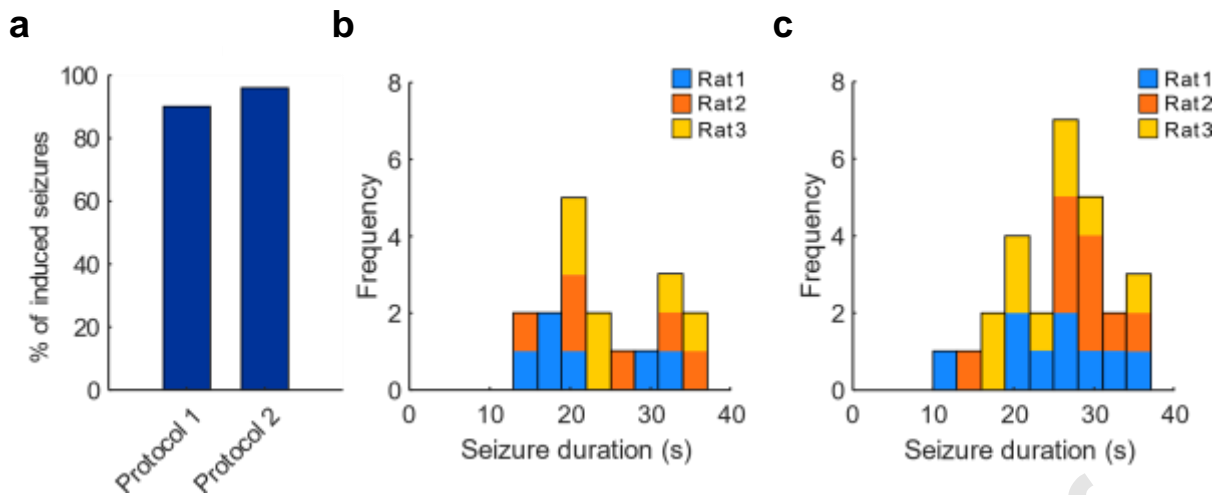 a
b
c
% of induced seizures
100
80
60
40
20
0
Protocol 1
Protocol 2
Frequency
8
6
4
2
0
0 10 20 30 40
Seizure duration (s)
Rat1
Rat2
Rat3
Frequency
8
6
4
2
0
0 10 20 30 40
Seizure duration (s)
Rat1
Rat2
Rat3